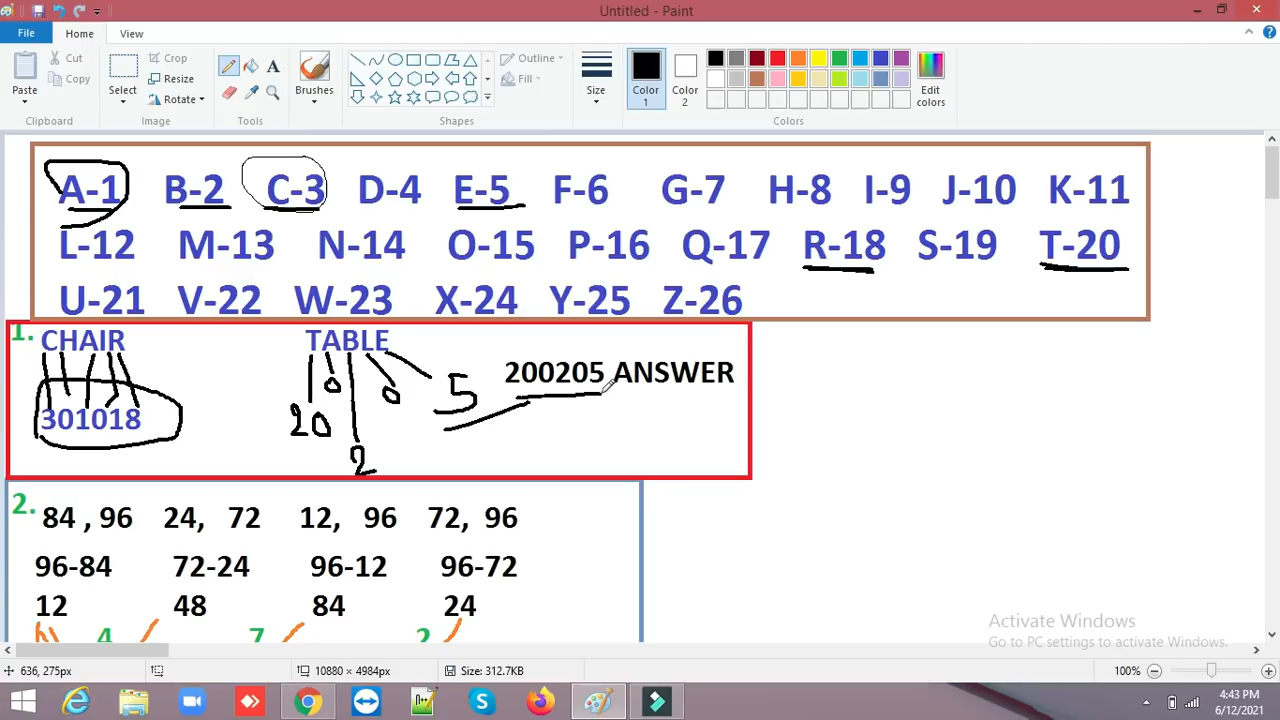 Untitled - Paint
File Home View
Paste
Cut
Copy
Clipboard
Select
Crop
Resize
Rotate
Image
Tools
Brushes
Outline
Fill
Shapes
Size
Color 1
Color 2
Edit colors
Colors
A-1 B-2 C-3 D-4 E-5 F-6 G-7 H-8 I-9 J-10 K-11
L-12 M-13 N-14 O-15 P-16 Q-17 R-18 S-19 T-20
U-21 V-22 W-23 X-24 Y-25 Z-26
1.
CHAIR TABLE
0 0 5
200205 ANSWER
301018 20
2
2.
84 , 96 24, 72 12, 96 72, 96
96-84 72-24 96-12 96-72
12 48 84 24
4 7 2
Activate Windows
Go to PC settings to activate Windows.
636, 275px 10880 × 4984px Size: 312.7KB 100%
4:43 PM
6/12/2021